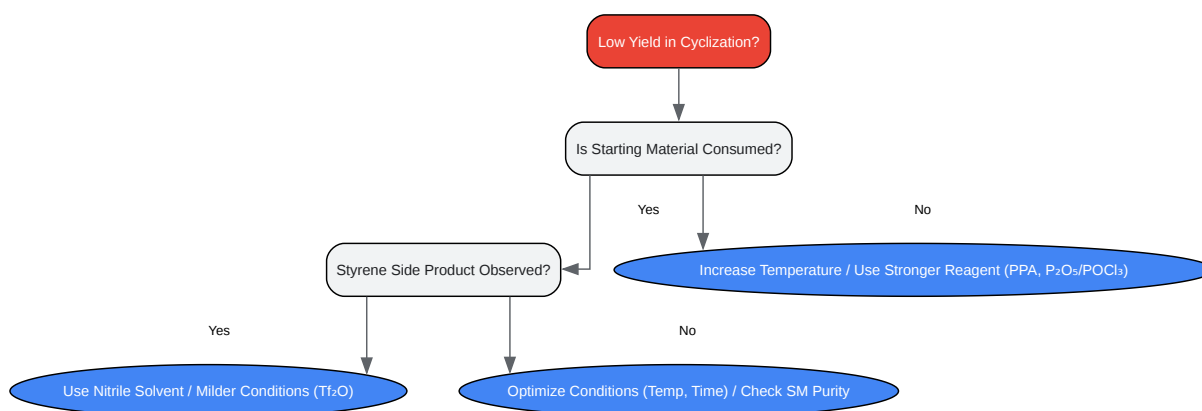 Low Yield in Cyclization?
Is Starting Material Consumed?
Yes
No
Styrene Side Product Observed?
Increase Temperature / Use Stronger Reagent (PPA, P₂O₅/POCl₃)
Yes
No
Use Nitrile Solvent / Milder Conditions (Tf₂O)
Optimize Conditions (Temp, Time) / Check SM Purity